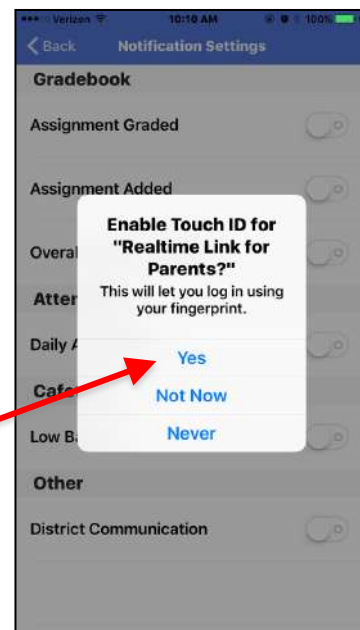 Verizon 10:10 AM 100%
Back Notification Settings
Gradebook
Assignment Graded
Assignment Added
Enable Touch ID for
"Realtime Link for
Parents?"
This will let you log in using
your fingerprint.
Yes
Not Now
Never
Overal
Atter
Daily A
Cafe
Low Ba
Other
District Communication